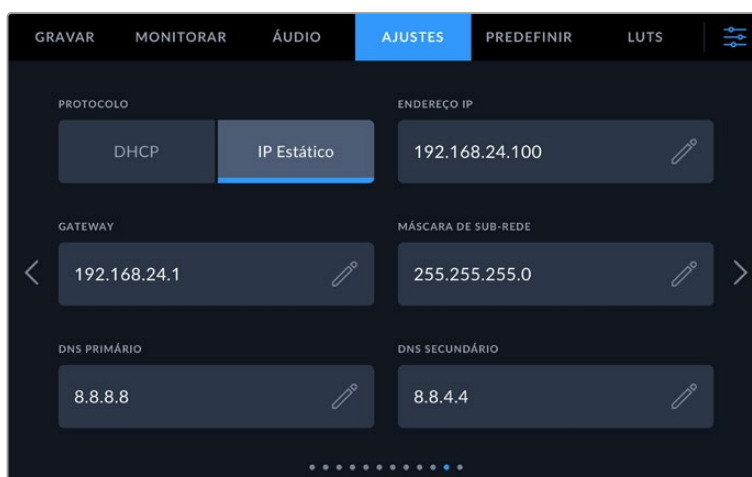 GRAVAR MONITORAR ÁUDIO AJUSTES PREDEFINIR LUTS
PROTOCOLO ENDEREÇO IP
DHCP IP Estático 192.168.24.100
GATEWAY MÁSCARA DE SUB-REDE
192.168.24.1 255.255.255.0
DNS PRIMÁRIO DNS SECUNDÁRIO
8.8.8.8 8.8.4.4